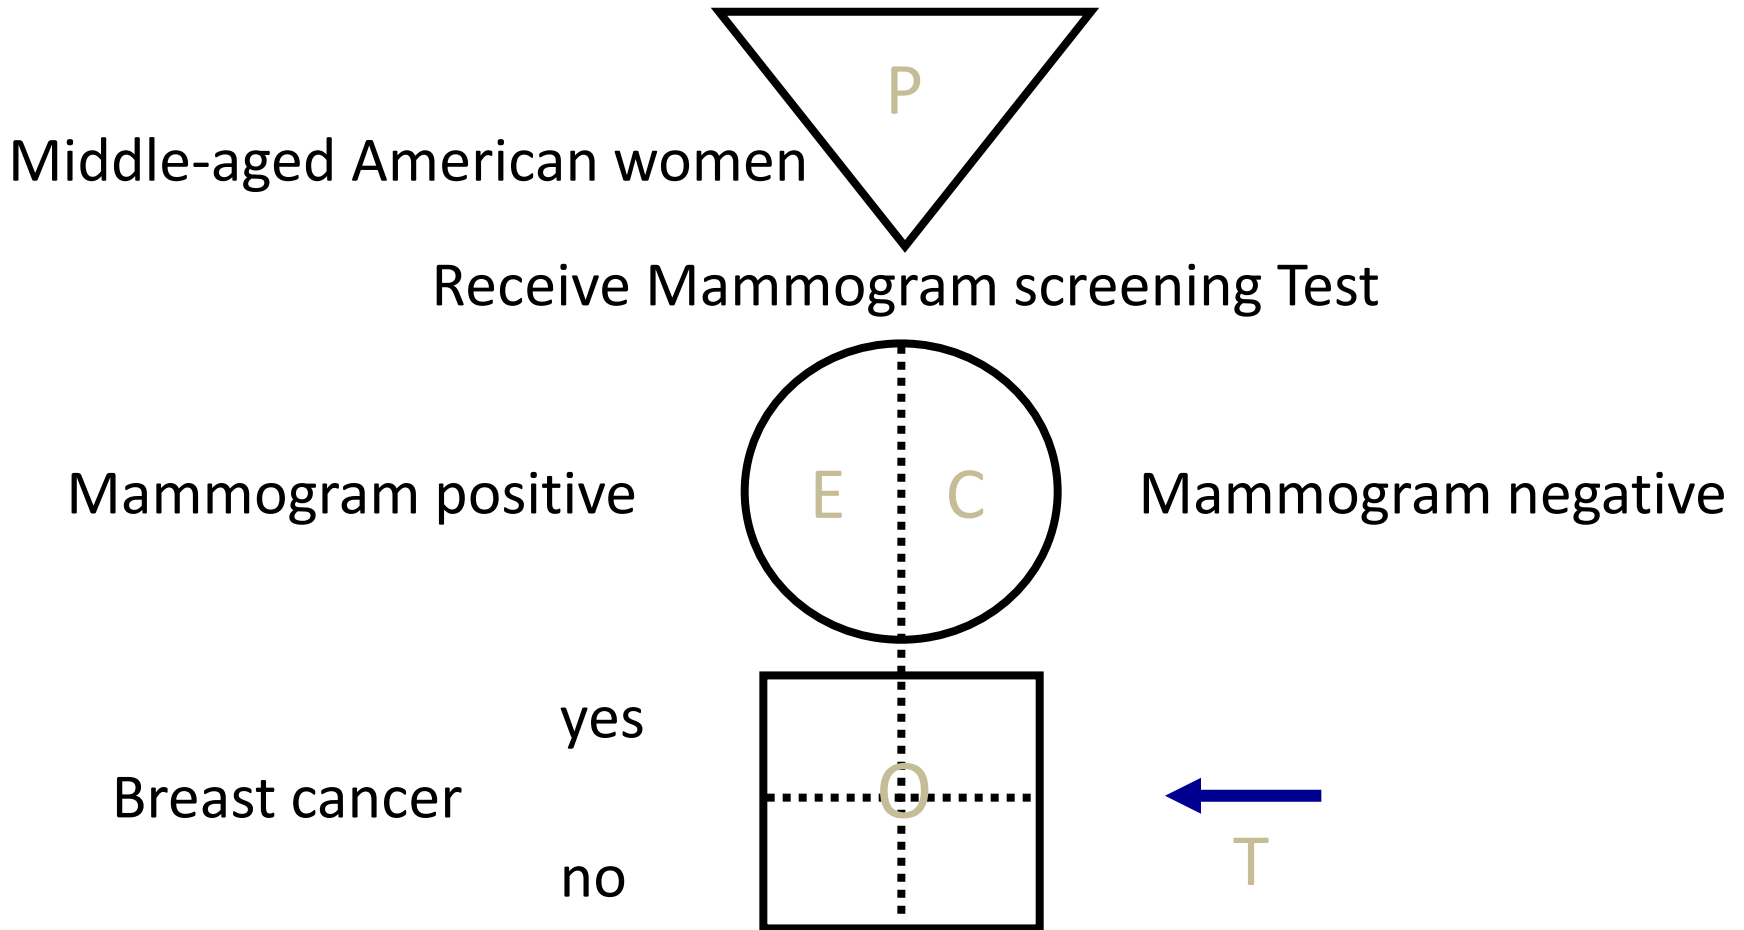 P
Middle-aged American women
Receive Mammogram screening Test
Mammogram positive
E
C
Mammogram negative
yes
Breast cancer
O
no
T